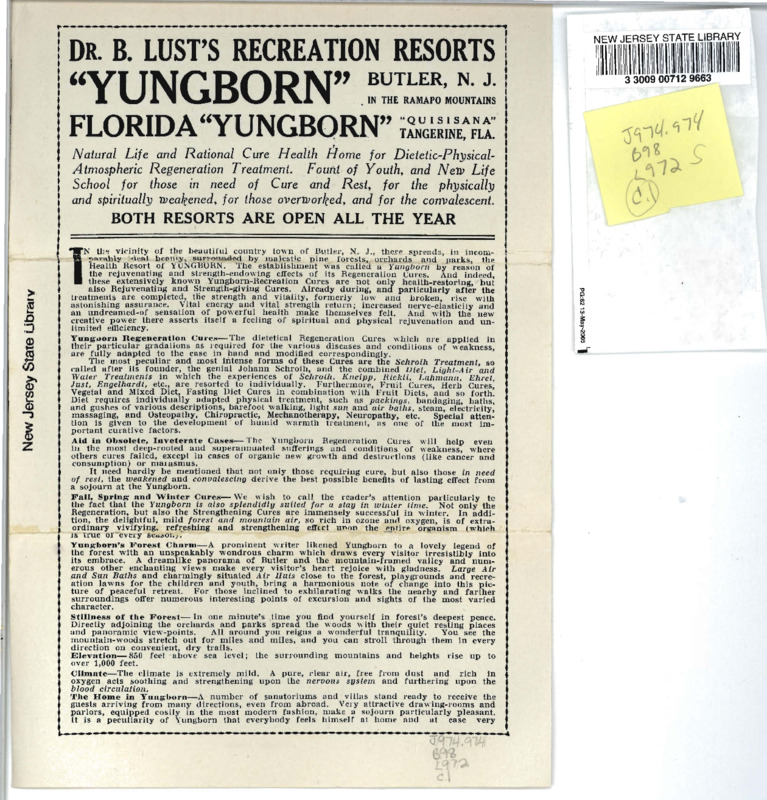 DR. B. LUST'S RECREATION RESORTS
"YUNGBORN" BUTLER, N. J.
IN THE RAMAPO MOUNTAINS
FLORIDA "YUNGBORN" "QUISISANA"
TANGERINE, FLA.
Natural Life and Rational Cure Health Home for Dietetic-Physical-
Atmospheric Regeneration Treatment. Fount of Youth, and New Life
School for those in need of Cure and Rest, for the physically
and spiritually weakened, for those overworked, and for the convalescent.
BOTH RESORTS ARE OPEN ALL THE YEAR
IN the vicinity of the beautiful country town of Butler, N. J., there spreads, in incom-
parably ideal beauty, surrounded by majestic pine forests, orchards and parks, the
Health Resort of YUNGBORN. The establishment was called a Yungborn by reason of
the rejuvenating and strength-endowing effects of its Regeneration Cures. And indeed,
these extensively known Yungborn-Recreation Cures are not only health-restoring, but
also Rejuvenating and Strength-giving Cures. Already during, and particularly after the
treatments are completed, the strength and vitality, formerly low and broken, rise with
astonishing assurance. Vital energy and vital strength return; increased nerve-elasticity and
an undreamed-of sensation of powerful health make themselves felt. And with the new
creative power there asserts itself a feeling of spiritual and physical rejuvenation and un-
limited efficiency.
Yungborn Regeneration Cures—The dietetical Regeneration Cures which are applied in
their particular gradations as required for the various diseases and conditions of weakness,
are fully adapted to the case in hand and modified correspondingly.
The most peculiar and most intense forms of these Cures are the Schroth Treatment, so
called after its founder, the genial Johann Schroth, and the combined Diet, Light-Air and
Water Treatments in which the experiences of Schroth, Kneipp, Rickli, Lahmann, Ehret,
Just, Engelhardt, etc., are resorted to individually. Furthermore, Fruit Cures, Herb Cures,
Vegetal and Mixed Diet, Fasting Diet Cures in combination with Fruit Diets, and so forth.
Diet requires individually adapted physical treatment, such as packings, bandaging, baths,
and gushes of various descriptions, barefoot walking, light sun and air baths, steam, electricity,
massaging, and Osteopathy, Chiropractic, Mechanotherapy, Neuropathy, etc. Special atten-
tion is given to the development of humid warmth treatment, as one of the most im-
portant curative factors.
Aid in Obsolete, Inveterate Cases—The Yungborn Regeneration Cures will help even
in the most deep-rooted and superannuated sufferings and conditions of weakness, where
others cures failed, except in cases of organic new growth and destructions (like cancer and
consumption) or marasmus.
It need hardly be mentioned that not only those requiring cure, but also those in need
of rest, the weakened and convalescing derive the best possible benefits of lasting effect from
a sojourn at the Yungborn.
Fall, Spring and Winter Cures—We wish to call the reader's attention particularly to
the fact that the Yungborn is also splendidly suited for a stay in winter time. Not only the
Regeneration, but also the Strengthening Cures are immensely successful in winter. In addi-
tion, the delightful, mild forest and mountain air, so rich in ozone and oxygen, is of extra-
ordinary vivifying, refreshing and strengthening effect upon the entire organism (which
is true of every season).
Yungborn's Forest Charm—A prominent writer likened Yungborn to a lovely legend of
the forest with an unspeakably wondrous charm which draws every visitor irresistibly into
its embrace. A dreamlike panorama of Butler and the mountain-framed valley and num-
erous other enchanting views make every visitor's heart rejoice with gladness. Large Air
and Sun Baths and charmingly situated Air Huts close to the forest, playgrounds and recre-
ation lawns for the children and youth, bring a harmonious note of change into this pic-
ture of peaceful retreat. For those inclined to exhilarating walks the nearby and farther
surroundings offer numerous interesting points of excursion and sights of the most varied
character.
Stillness of the Forest—In one minute's time you find yourself in forest's deepest peace.
Directly adjoining the orchards and parks spread the woods with their quiet resting places
and panoramic view-points. All around you reigns a wonderful tranquility. You see the
mountain-woods stretch out for miles and miles, and you can stroll through them in every
direction on convenient, dry trails.
Elevation—850 feet above sea level; the surrounding mountains and heights rise up to
over 1,000 feet.
Climate—The climate is extremely mild. A pure, clear air, free from dust and rich in
oxygen acts soothing and strengthening upon the nervous system and furthering upon the
blood circulation.
The Home in Yungborn—A number of sanatoriums and villas stand ready to receive the
guests arriving from many directions, even from abroad. Very attractive drawing-rooms and
parlors, equipped costly in the most modern fashion, make a sojourn particularly pleasant.
It is a peculiarity of Yungborn that everybody feels himself at home and at ease very
J974.974
B98
L972
C.1
New Jersey State Library
NEW JERSEY STATE LIBRARY
3 3009 00712 9663
J974.974
B98
L972 S
C.1
PG:62 13-May-2003